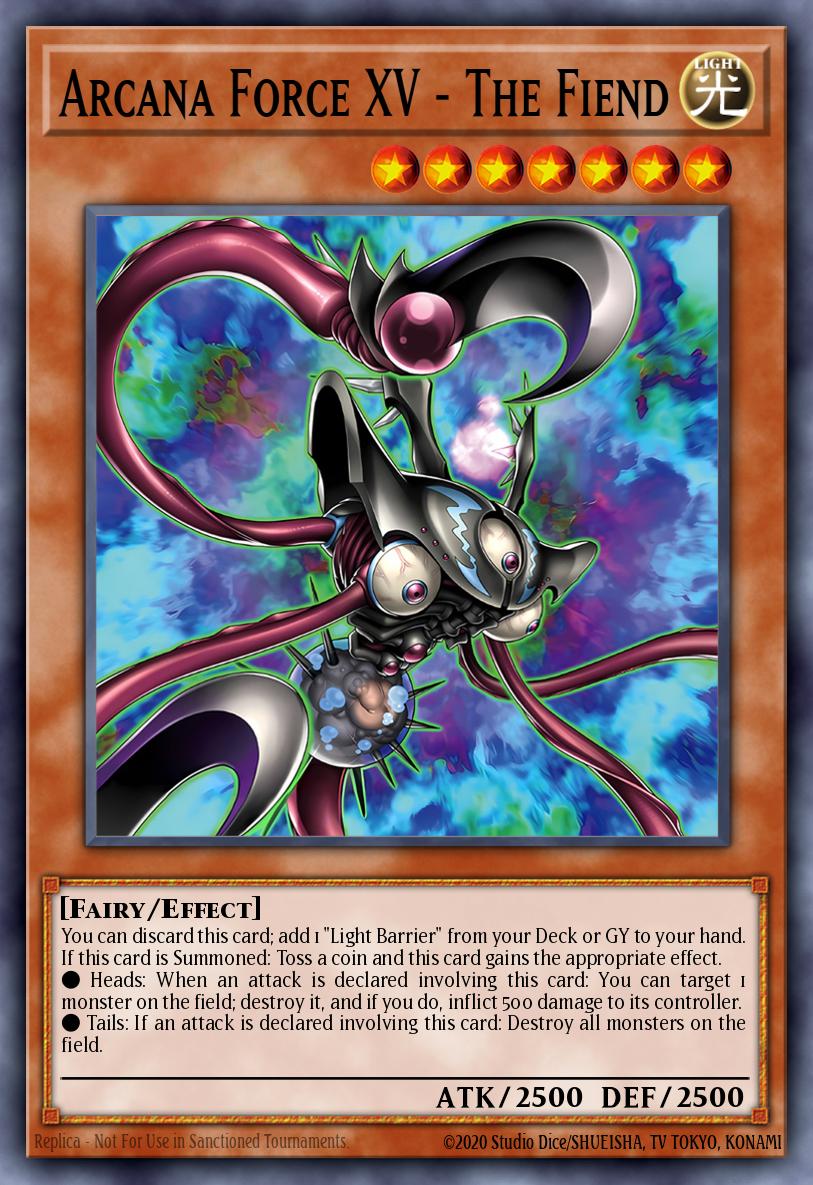 ARCANA FORCE XV - THE FIEND
LIGHT
光
[FAIRY/EFFECT]
You can discard this card; add 1 "Light Barrier" from your Deck or GY to your hand.
If this card is Summoned: Toss a coin and this card gains the appropriate effect.
● Heads: When an attack is declared involving this card: You can target 1
monster on the field; destroy it, and if you do, inflict 500 damage to its controller.
● Tails: If an attack is declared involving this card: Destroy all monsters on the
field.
ATK/2500 DEF/2500
Replica - Not For Use in Sanctioned Tournaments.
©2020 Studio Dice/SHUEISHA, TV TOKYO, KONAMI